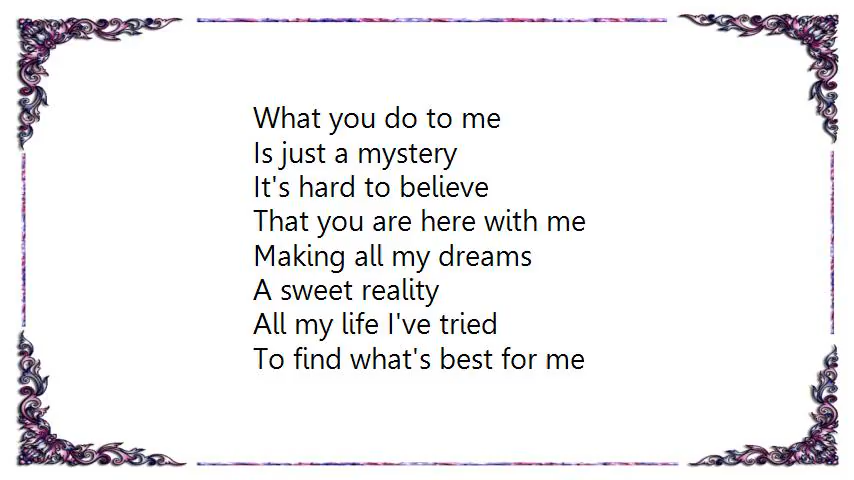 What you do to me
Is just a mystery
It's hard to believe
That you are here with me
Making all my dreams
A sweet reality
All my life I've tried
To find what's best for me